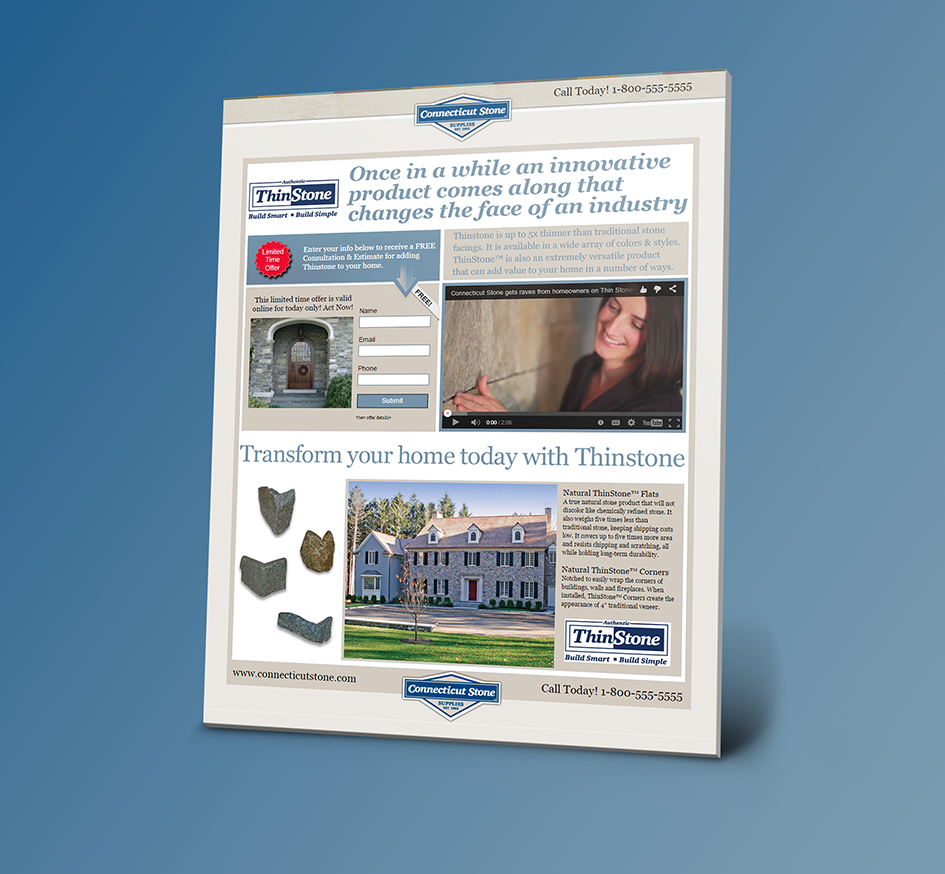 Call Today! 1-800-555-5555
Connecticut Stone
SUPPLIES
Authentic
ThinStone
Build Smart • Build Simple
Once in a while an innovative
product comes along that
changes the face of an industry
Limited
Time
Offer
Enter your info below to receive a FREE
Consultation & Estimate for adding
Thinstone to your home.
Thinstone is up to 5x thinner than traditional stone
facings. It is available in a wide array of colors & styles.
ThinStone™ is also an extremely versatile product
that can add value to your home in a number of ways.
This limited time offer is valid
online for today only! Act Now!
FREE!
Name
Email
Phone
Submit
View offer details*
Connecticut Stone gets raves from homeowners on Thin Stone
0:00 / 2:05
YouTube
Transform your home today with Thinstone
Natural ThinStone™ Flats
A true natural stone product that will not
discolor like chemically refined stone. It
also weighs five times less than
traditional stone, keeping shipping costs
low. It covers up to five times more area
and resists chipping and scratching, all
while holding long-term durability.
Natural ThinStone™ Corners
Notched to easily wrap the corners of
buildings, walls and fireplaces. When
installed, ThinStone™ Corners create the
appearance of 4" traditional veneer.
Authentic
ThinStone
Build Smart • Build Simple
www.connecticutstone.com
Connecticut Stone
SUPPLIES
Call Today! 1-800-555-5555